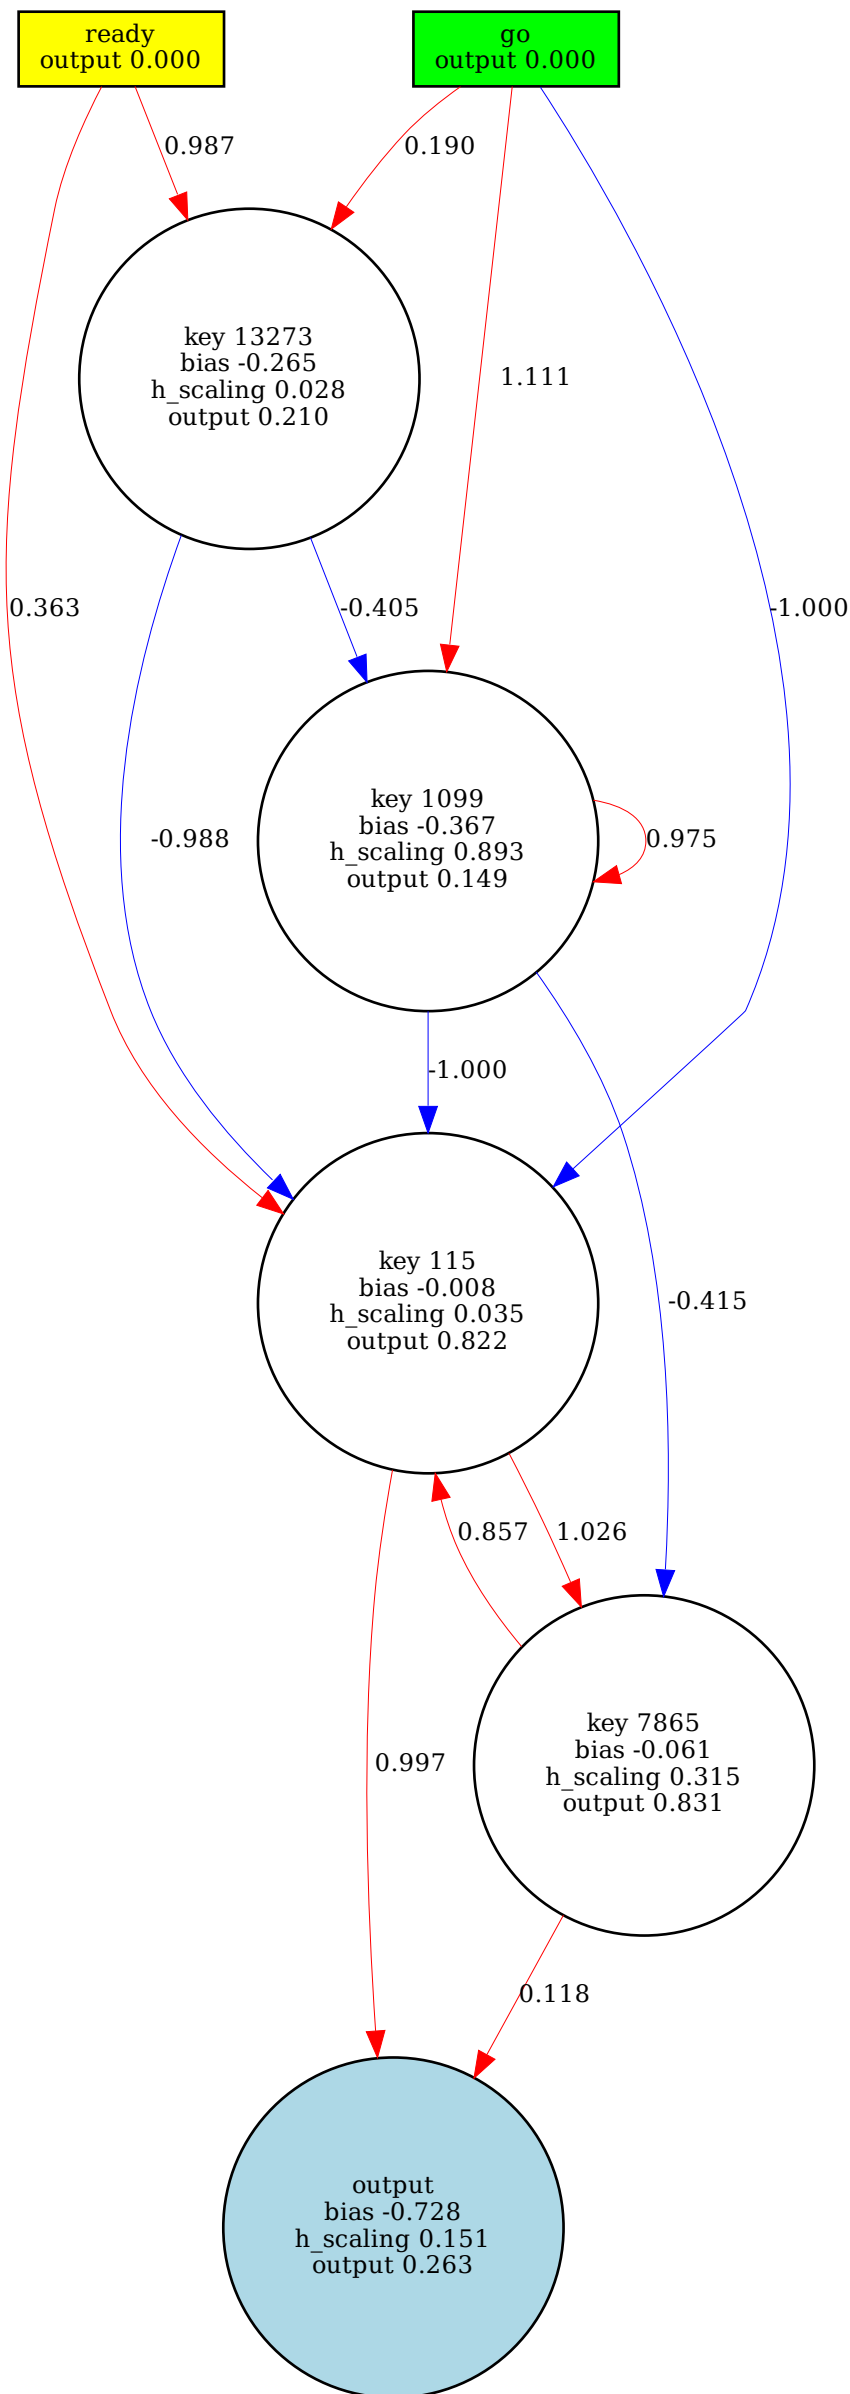 ready
output 0.000
go
output 0.000
0.987
0.190
key 13273
bias -0.265
h_scaling 0.028
output 0.210
1.111
0.363
-0.405
-1.000
key 1099
bias -0.367
h_scaling 0.893
output 0.149
0.975
-0.988
-1.000
key 115
bias -0.008
h_scaling 0.035
output 0.822
-0.415
0.857
1.026
key 7865
bias -0.061
h_scaling 0.315
output 0.831
0.997
0.118
output
bias -0.728
h_scaling 0.151
output 0.263